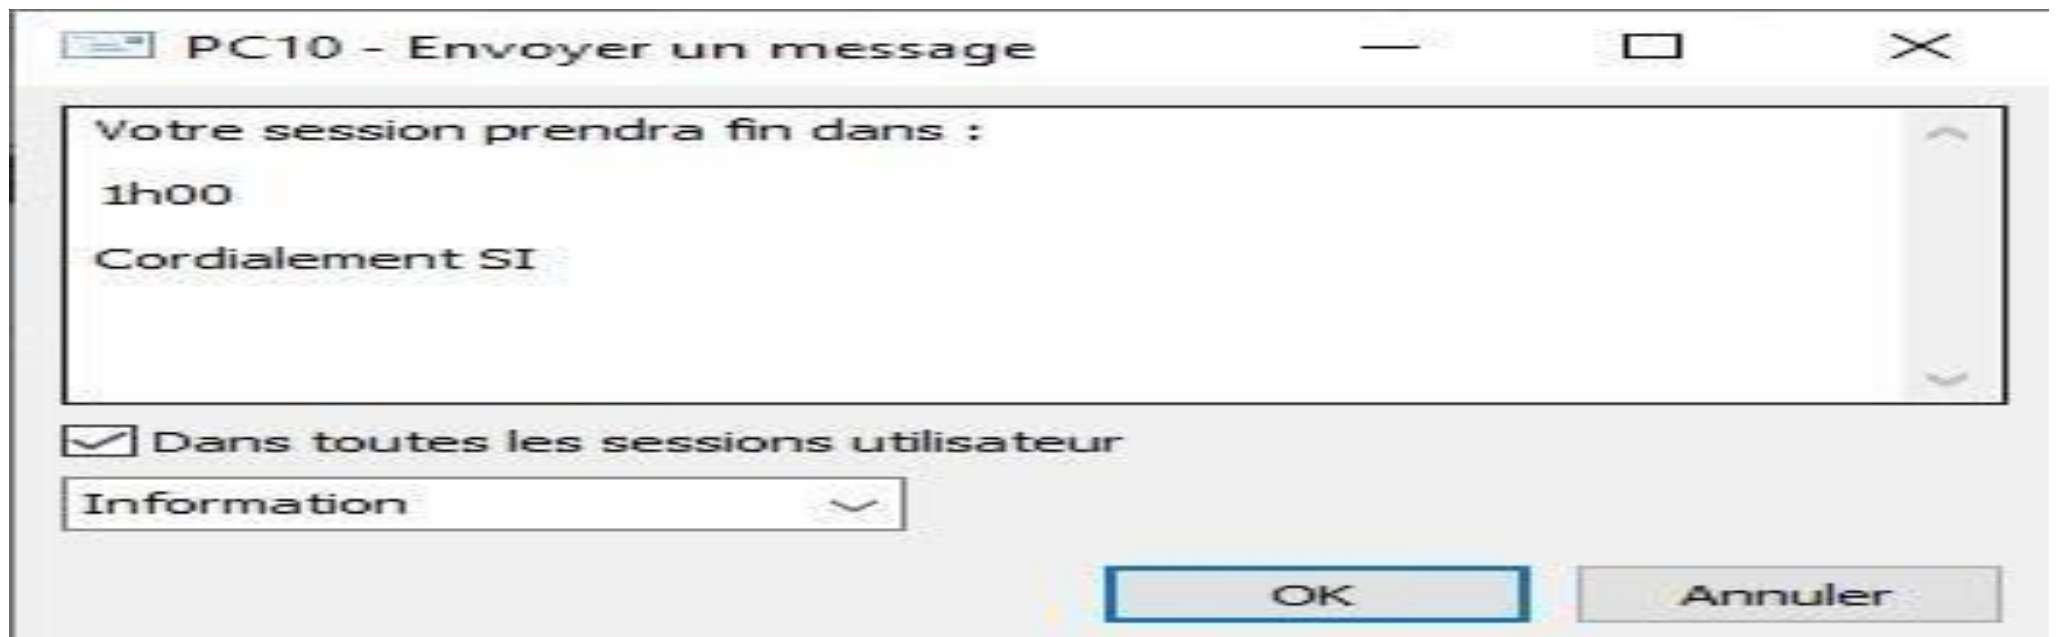 PC10 - Envoyer un message
Votre session prendra fin dans :
1h00
Cordialement SI
Dans toutes les sessions utilisateur
Information
OK
Annuler